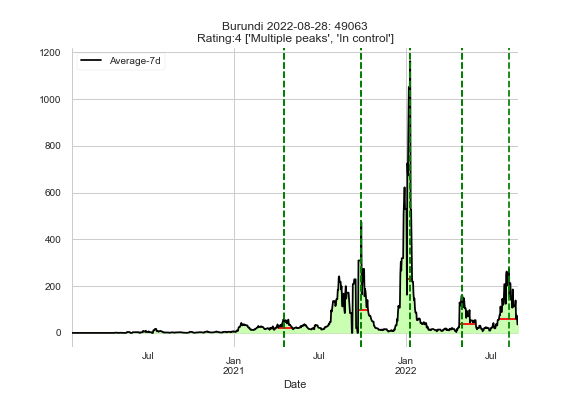 Burundi 2022-08-28: 49063
Rating:4 ['Multiple peaks', 'In control']
Average-7d
1200
1000
800
600
400
200
0
Jul
Jan
2021
Jul
Jan
2022
Jul
Date